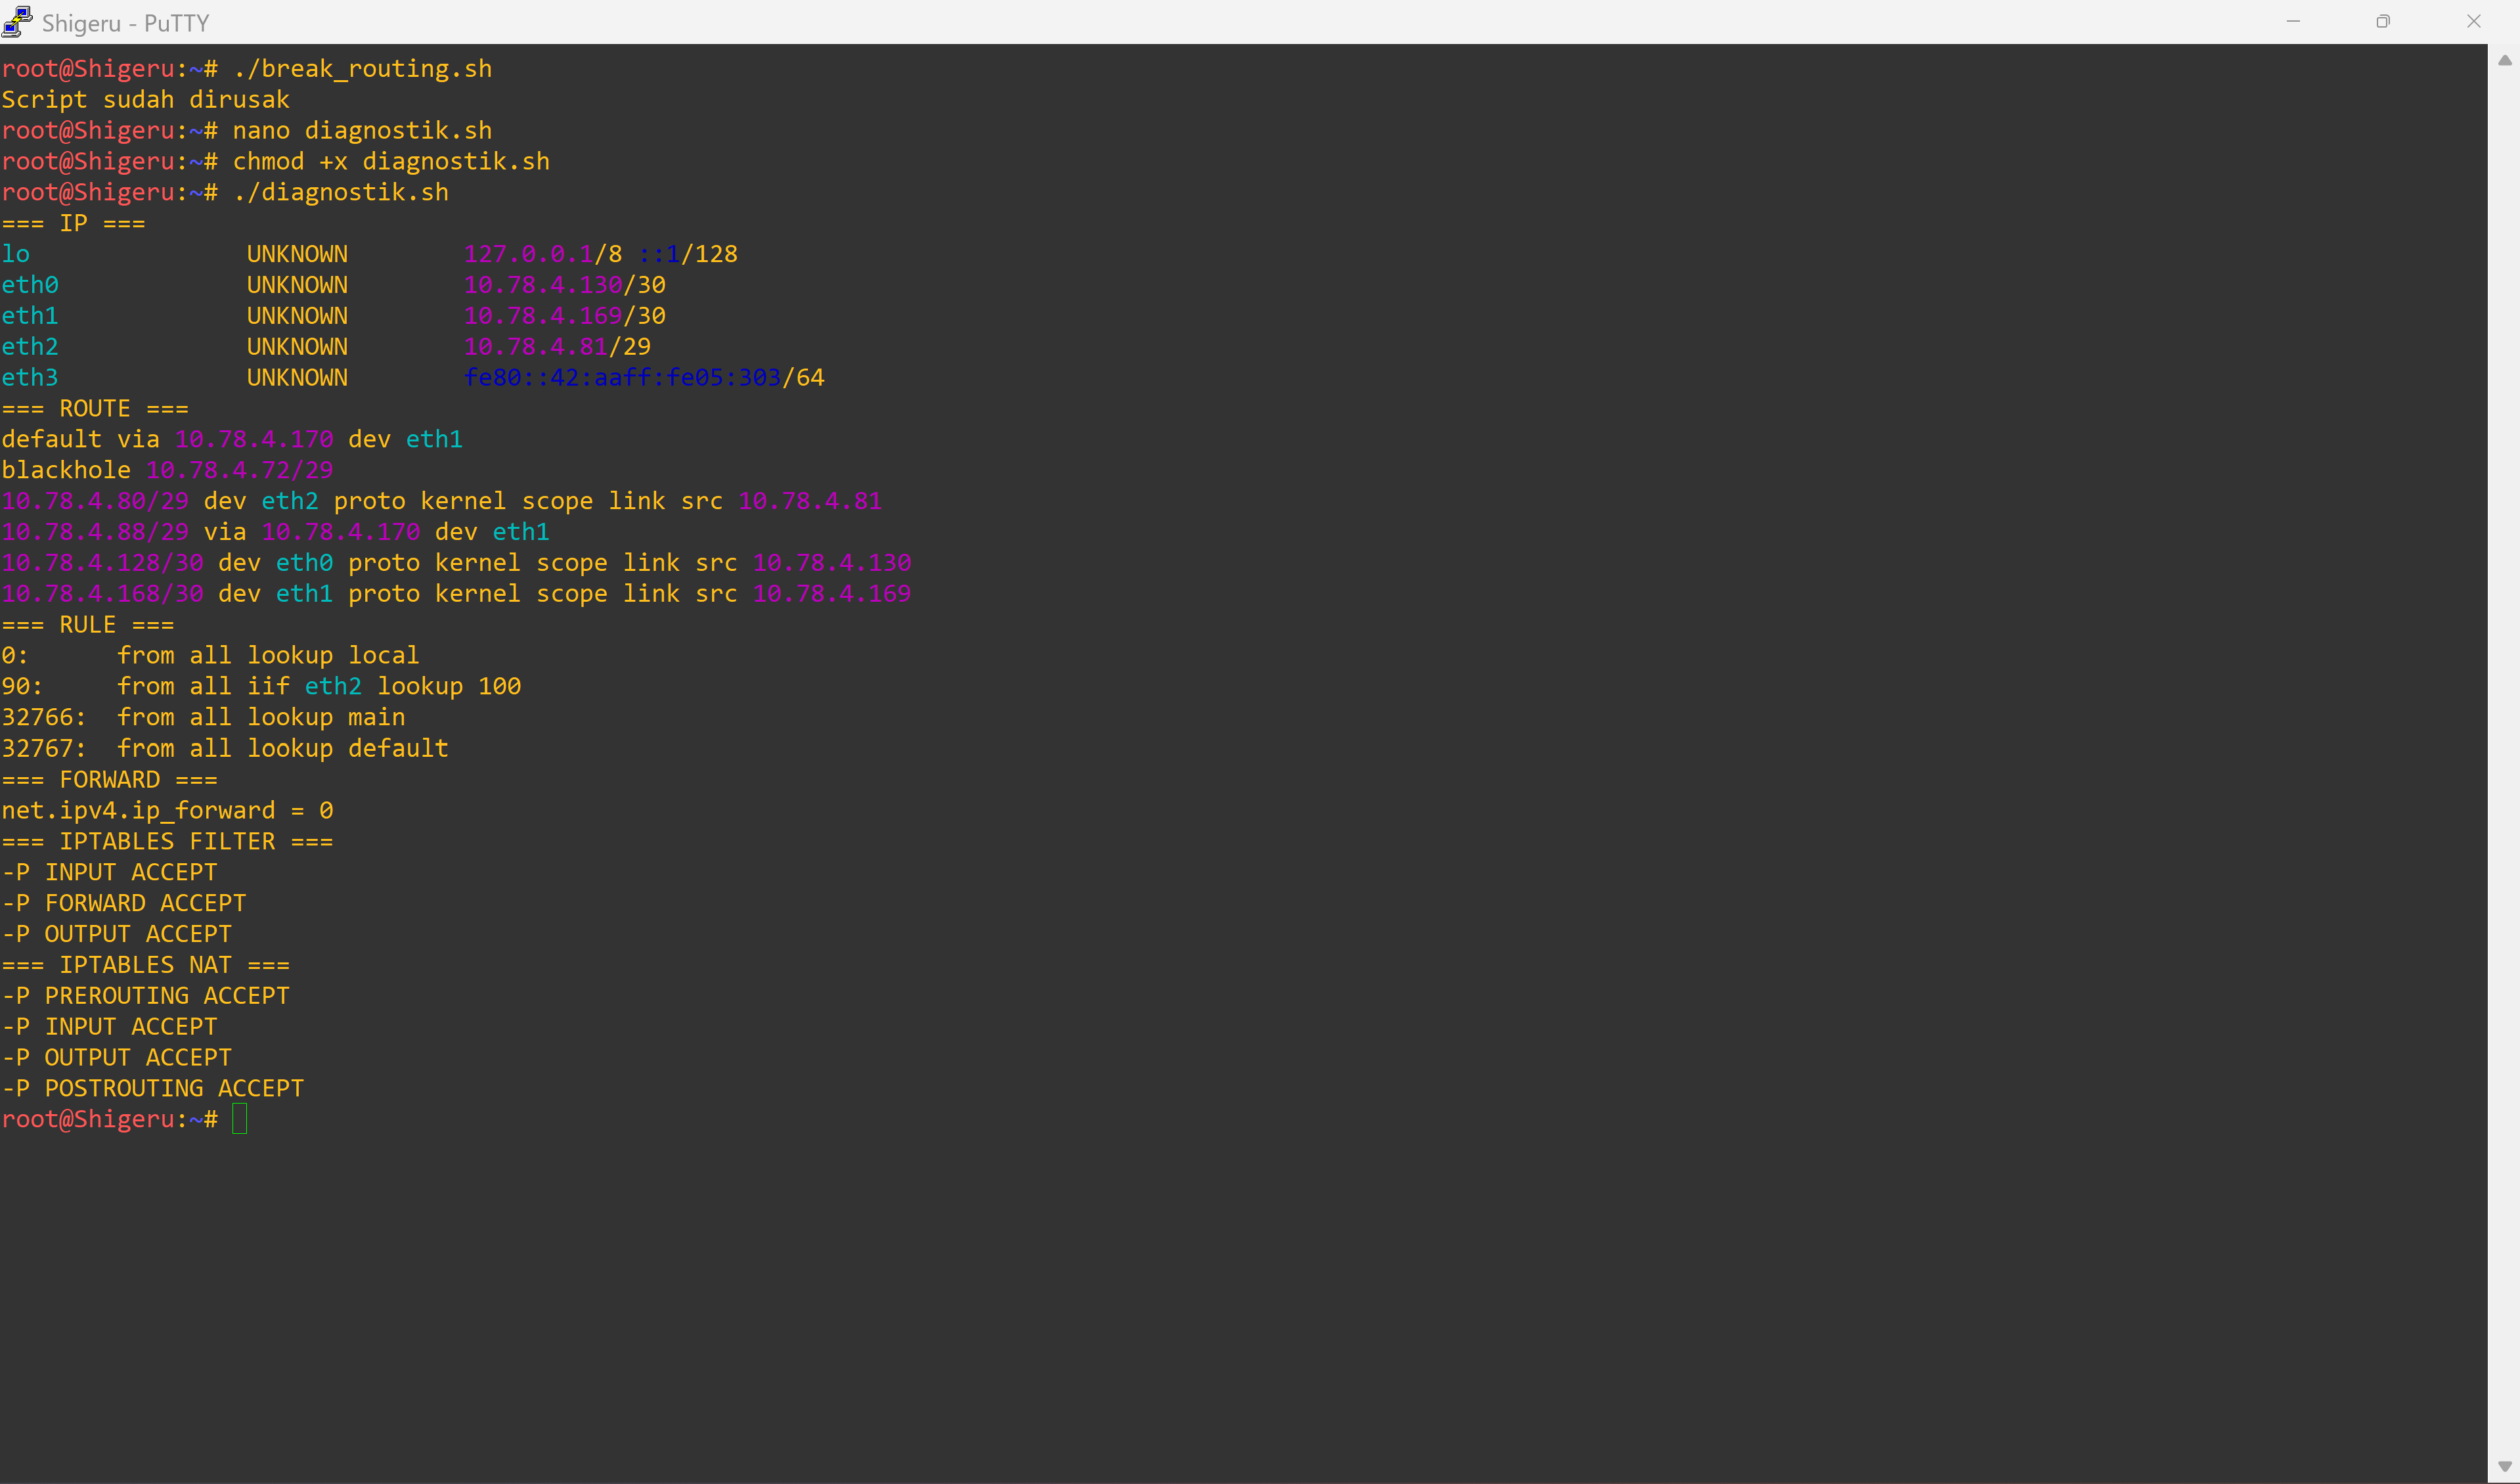 Shigeru - PuTTY
root@Shigeru:~# ./break_routing.sh
Script sudah dirusak
root@Shigeru:~# nano diagnostik.sh
root@Shigeru:~# chmod +x diagnostik.sh
root@Shigeru:~# ./diagnostik.sh
=== IP ===
lo               UNKNOWN        127.0.0.1/8 ::1/128
eth0             UNKNOWN        10.78.4.130/30
eth1             UNKNOWN        10.78.4.169/30
eth2             UNKNOWN        10.78.4.81/29
eth3             UNKNOWN        fe80::42:aaff:fe05:303/64
=== ROUTE ===
default via 10.78.4.170 dev eth1
blackhole 10.78.4.72/29
10.78.4.80/29 dev eth2 proto kernel scope link src 10.78.4.81
10.78.4.88/29 via 10.78.4.170 dev eth1
10.78.4.128/30 dev eth0 proto kernel scope link src 10.78.4.130
10.78.4.168/30 dev eth1 proto kernel scope link src 10.78.4.169
=== RULE ===
0:      from all lookup local
90:     from all iif eth2 lookup 100
32766:  from all lookup main
32767:  from all lookup default
=== FORWARD ===
net.ipv4.ip_forward = 0
=== IPTABLES FILTER ===
-P INPUT ACCEPT
-P FORWARD ACCEPT
-P OUTPUT ACCEPT
=== IPTABLES NAT ===
-P PREROUTING ACCEPT
-P INPUT ACCEPT
-P OUTPUT ACCEPT
-P POSTROUTING ACCEPT
root@Shigeru:~#